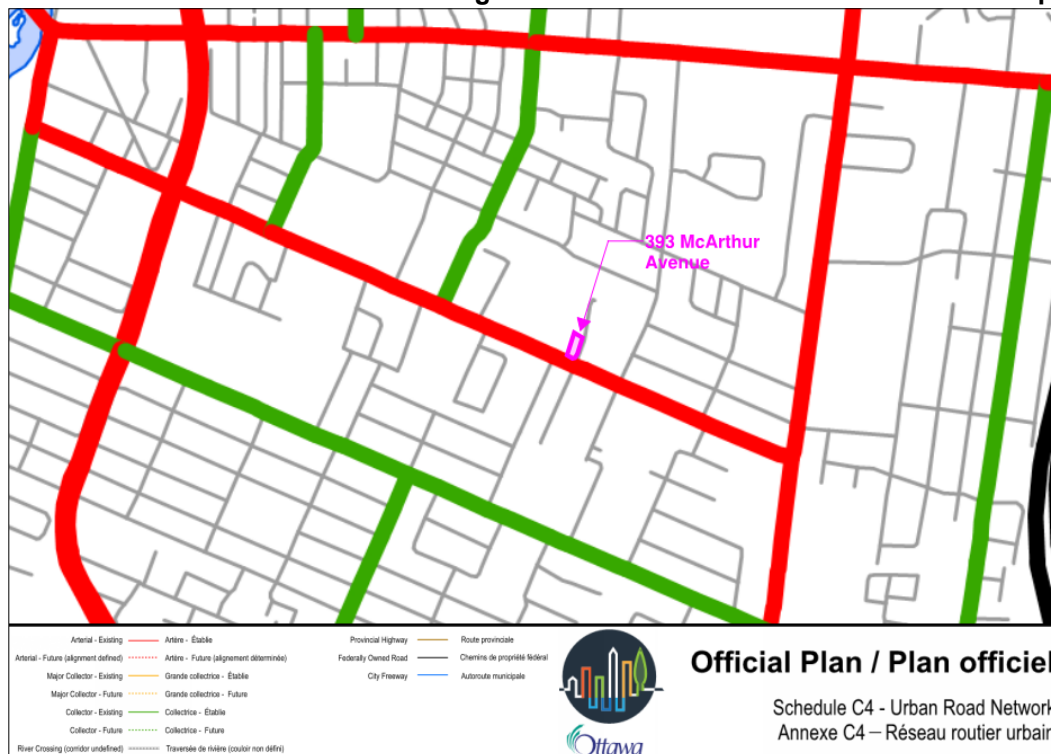 393 McArthur
Avenue
Arterial - Existing Artère - Établie
Arterial - Future (alignment defined) Artère - Future (alignement déterminée)
Major Collector - Existing Grande collectrice - Établie
Major Collector - Future Grande collectrice - Future
Collector - Existing Collectrice - Établie
Collector - Future Collectrice - Future
River Crossing (corridor undefined) Traversée de rivière (couloir non défini)
Provincial Highway Route provinciale
Federally Owned Road Chemins de propriété fédéral
City Freeway Autoroute municipale
Ottawa
Official Plan / Plan officiel
Schedule C4 - Urban Road Network
Annexe C4 – Réseau routier urbain